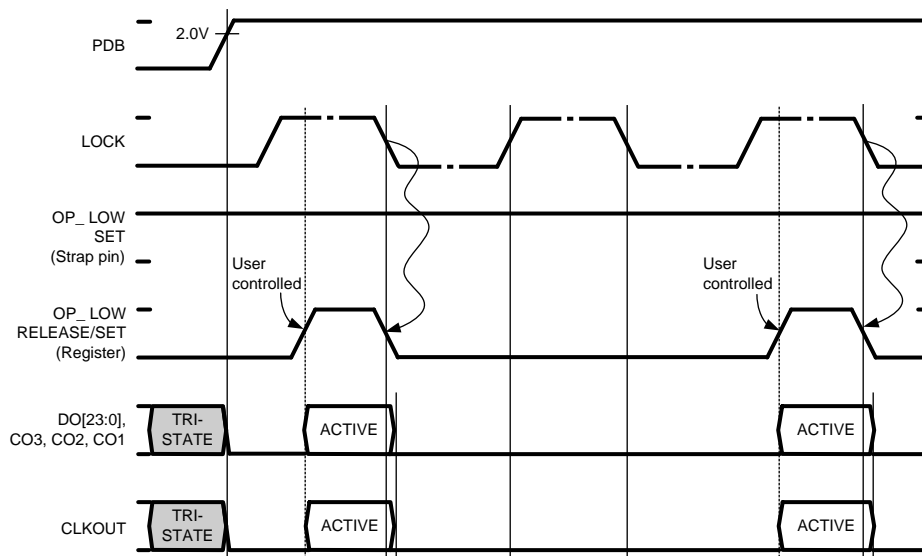 PDB
2.0V
LOCK
OP_ LOW
SET
(Strap pin)
User
controlled
User
controlled
OP_ LOW
RELEASE/SET
(Register)
DO[23:0],
CO3, CO2, CO1
TRI-
STATE
ACTIVE
ACTIVE
CLKOUT
TRI-
STATE
ACTIVE
ACTIVE